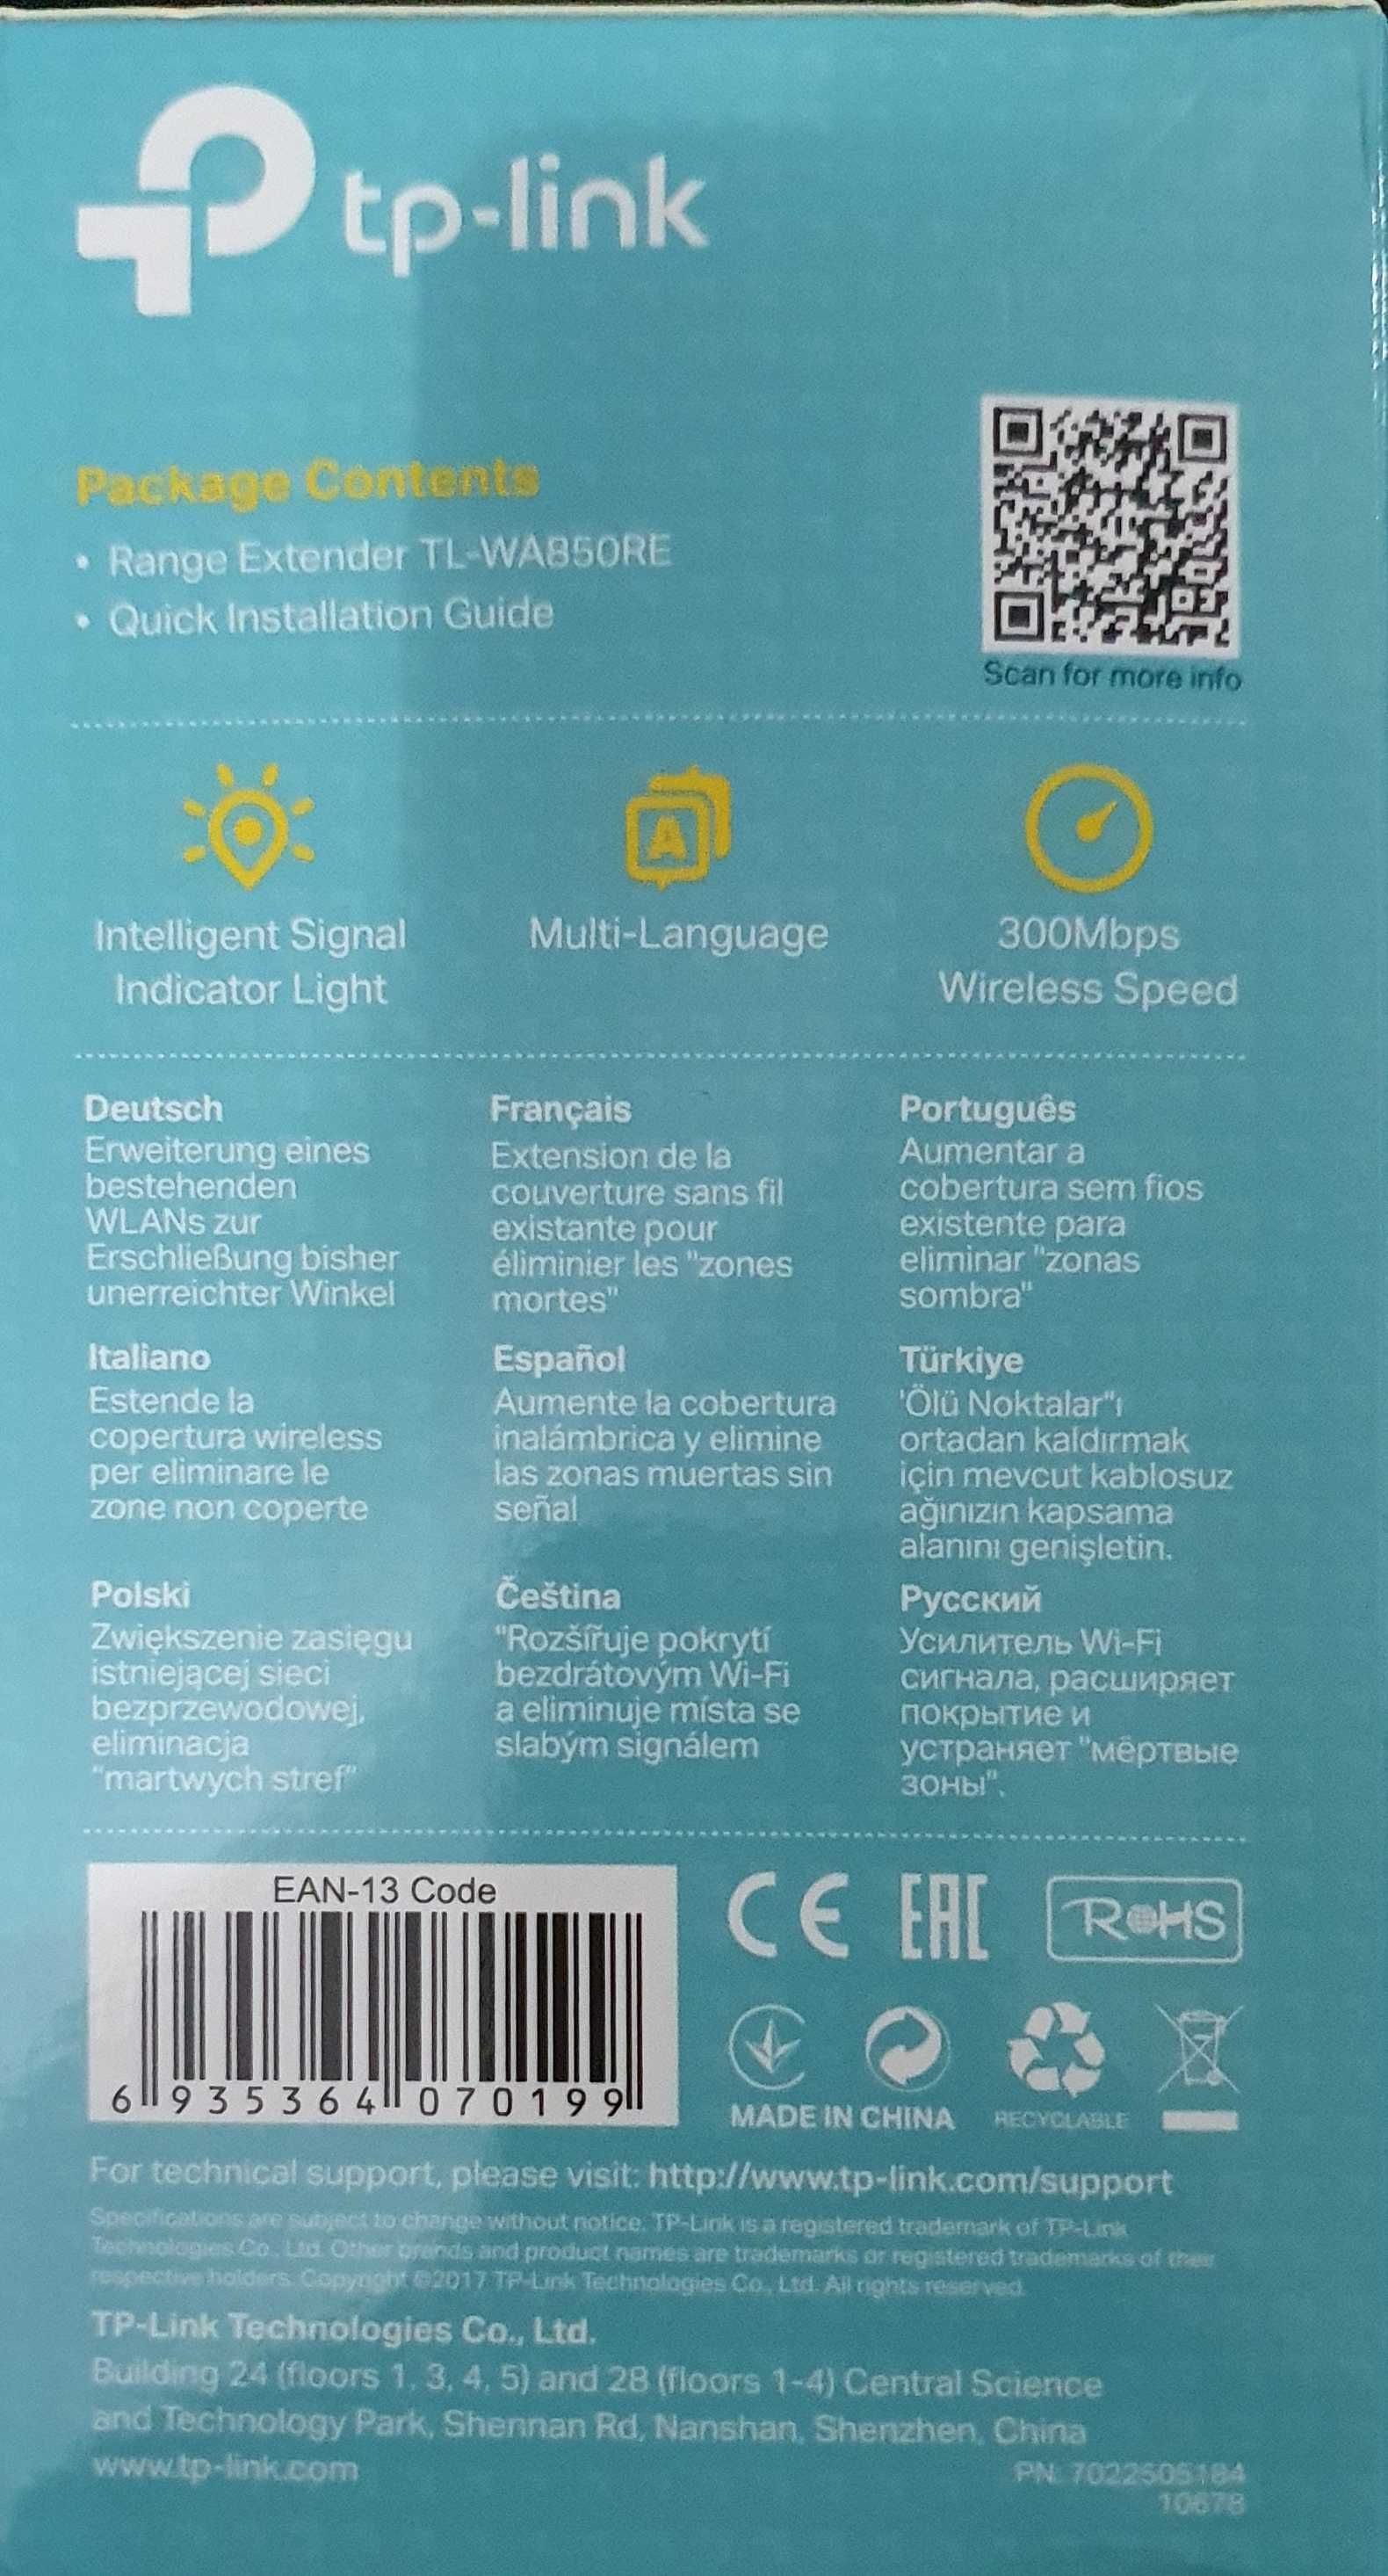 tp-link
Package Contents
• Range Extender TL-WA850RE
• Quick Installation Guide
Scan for more info
Intelligent Signal
Indicator Light
Multi-Language
300Mbps
Wireless Speed
Deutsch
Erweiterung eines
bestehenden
WLANs zur
Erschließung bisher
unerreichter Winkel
Français
Extension de la
couverture sans fil
existante pour
éliminier les "zones
mortes"
Português
Aumentar a
cobertura sem fios
existente para
eliminar "zonas
sombra"
Italiano
Estende la
copertura wireless
per eliminare le
zone non coperte
Español
Aumente la cobertura
inalámbrica y elimine
las zonas muertas sin
señal
Türkiye
'Ölü Noktalar"ı
ortadan kaldırmak
için mevcut kablosuz
ağınızın kapsama
alanını genişletin.
Polski
Zwiększenie zasięgu
istniejącej sieci
bezprzewodowej,
eliminacja
"martwych stref"
Čeština
"Rozšířuje pokrytí
bezdrátovým Wi-Fi
a eliminuje místa se
slabým signálem
Русский
Усилитель Wi-Fi
сигнала, расширяет
покрытие и
устраняет "мёртвые
зоны".
EAN-13 Code
6 935364 070199
CE EAC RoHS
MADE IN CHINA RECYCLABLE
For technical support, please visit: http://www.tp-link.com/support
Specifications are subject to change without notice. TP-Link is a registered trademark of TP-Link
Technologies Co., Ltd. Other brands and product names are trademarks or registered trademarks of their
respective holders. Copyright ©2017 TP-Link Technologies Co., Ltd. All rights reserved.
TP-Link Technologies Co., Ltd.
Building 24 (floors 1, 3, 4, 5) and 28 (floors 1-4) Central Science
and Technology Park, Shennan Rd, Nanshan, Shenzhen, China
www.tp-link.com
PN: 7022505184
10678